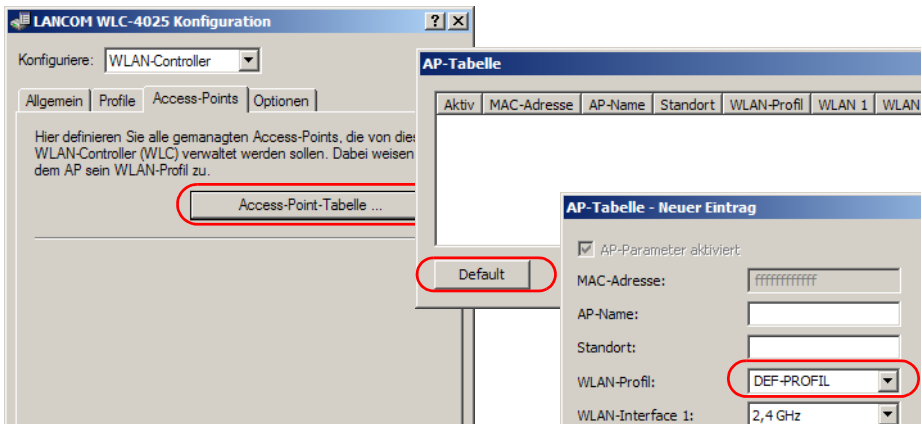 LANCOM WLC-4025 Konfiguration
Konfiguriere: WLAN-Controller
Allgemein Profile Access-Points Optionen
Hier definieren Sie alle gemanagten Access-Points, die von
WLAN-Controller (WLC) verwaltet werden sollen. Dabei weisen
dem AP sein WLAN-Profil zu.
Access-Point-Tabelle ...
AP-Tabelle
Aktiv MAC-Adresse AP-Name Standort WLAN-Profil WLAN 1 WLAN
Default
AP-Tabelle - Neuer Eintrag
AP-Parameter aktiviert
MAC-Adresse: ffffffffffff
AP-Name:
Standort:
WLAN-Profil: DEF-PROFIL
WLAN-Interface 1: 2,4 GHz